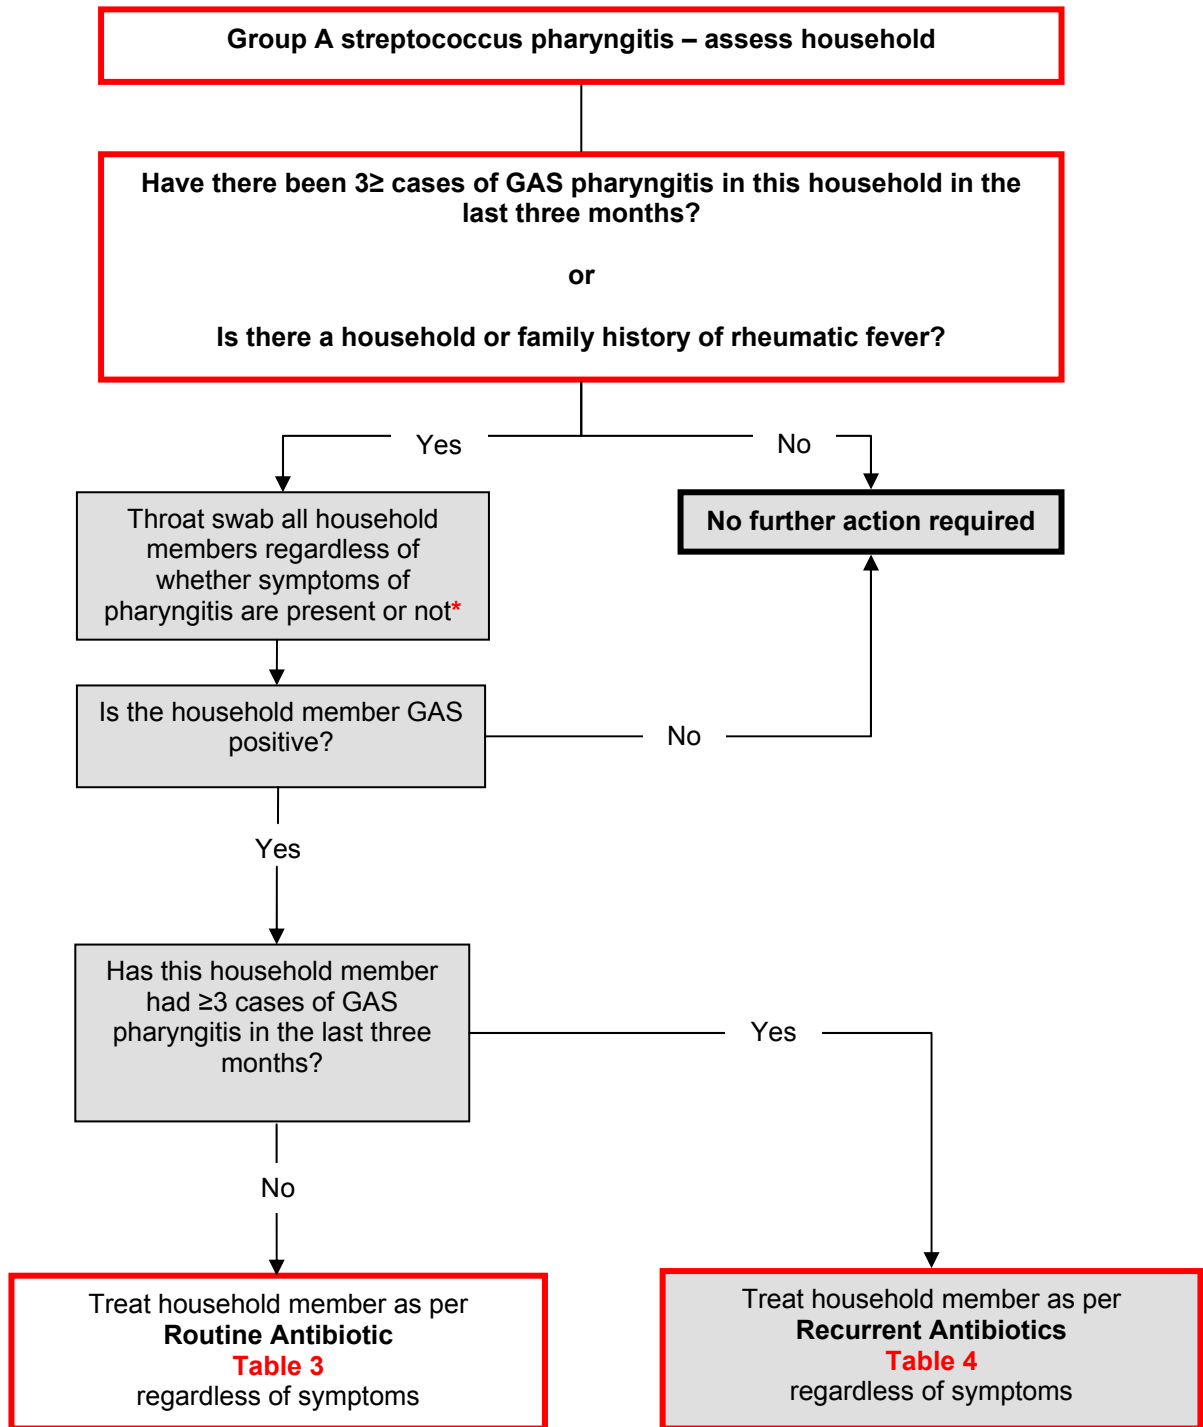 Group A streptococcus pharyngitis – assess household
Have there been 3≥ cases of GAS pharyngitis in this household in the
last three months?
or
Is there a household or family history of rheumatic fever?
Yes
No
Throat swab all household
members regardless of
whether symptoms of
pharyngitis are present or not*
No further action required
Is the household member GAS
positive?
No
Yes
Has this household member
had ≥3 cases of GAS
pharyngitis in the last three
months?
Yes
No
Treat household member as per
Routine Antibiotic
Table 3
regardless of symptoms
Treat household member as per
Recurrent Antibiotics
Table 4
regardless of symptoms